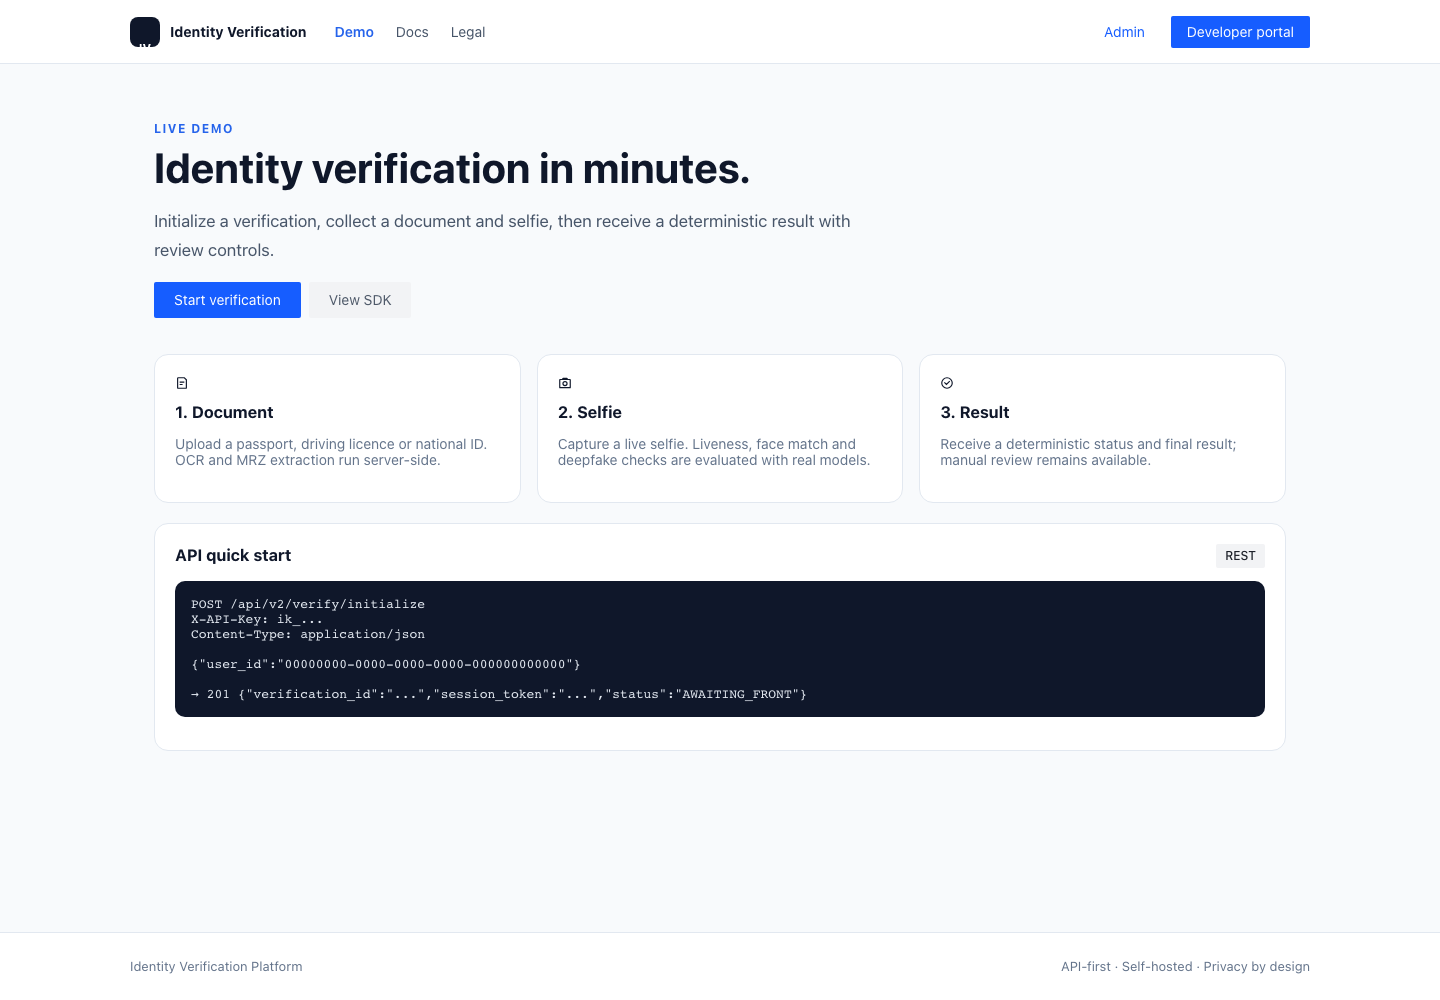 Identity Verification
Demo
Docs
Legal
Admin
Developer portal
LIVE DEMO
Identity verification in minutes.
Initialize a verification, collect a document and selfie, then receive a deterministic result with
review controls.
Start verification
View SDK
1. Document
Upload a passport, driving licence or national ID.
OCR and MRZ extraction run server-side.
2. Selfie
Capture a live selfie. Liveness, face match and
deepfake checks are evaluated with real models.
3. Result
Receive a deterministic status and final result;
manual review remains available.
API quick start
REST
POST /api/v2/verify/initialize
X-API-Key: ik_...
Content-Type: application/json
{"user_id":"00000000-0000-0000-0000-000000000000"}
→ 201 {"verification_id":"...","session_token":"...","status":"AWAITING_FRONT"}
Identity Verification Platform
API-first · Self-hosted · Privacy by design